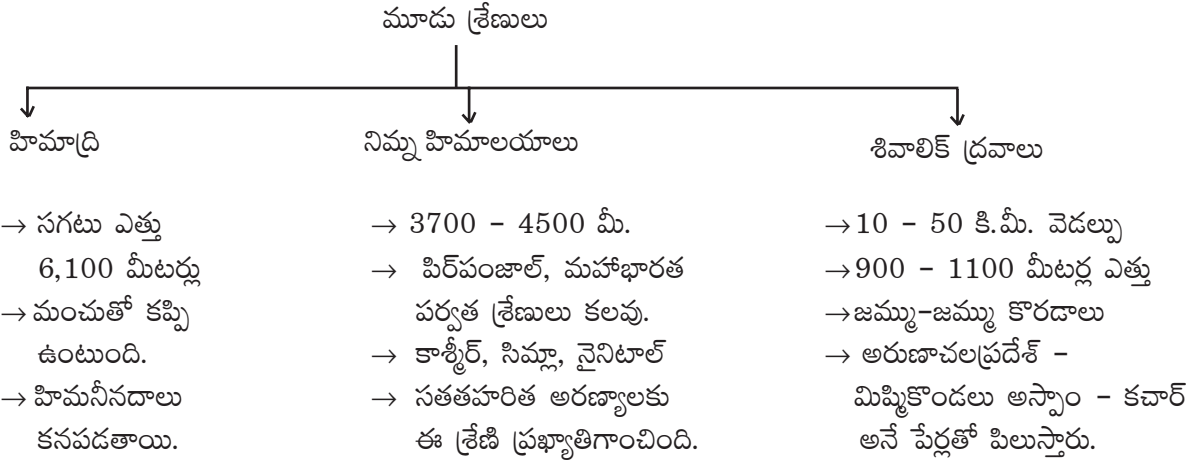 మూడు శ్రేణులు
హిమాద్రి
→ సగటు ఎత్తు
6,100 మీటర్లు
→ మంచుతో కప్పి
ఉంటుంది.
→ హిమనీనదాలు
కనపడతాయి.
నిమ్న హిమాలయాలు
→ 3700 – 4500 మీ.
→ పిర్‌పంజాల్, మహాభారత
పర్వత శ్రేణులు కలవు.
→ కాశ్మీర్, సిమ్లా, నైనిటాల్
→ సతతహరిత అరణ్యాలకు
ఈ శ్రేణి ప్రఖ్యాతిగాంచింది.
శివాలిక్ ద్రవాలు
→ 10 – 50 కి.మీ. వెడల్పు
→ 900 – 1100 మీటర్ల ఎత్తు
→ జమ్ము-జమ్ము కొరడాలు
→ అరుణాచలప్రదేశ్ –
మిష్మికొండలు అస్సాం – కచార్
అనే పేర్లతో పిలుస్తారు.